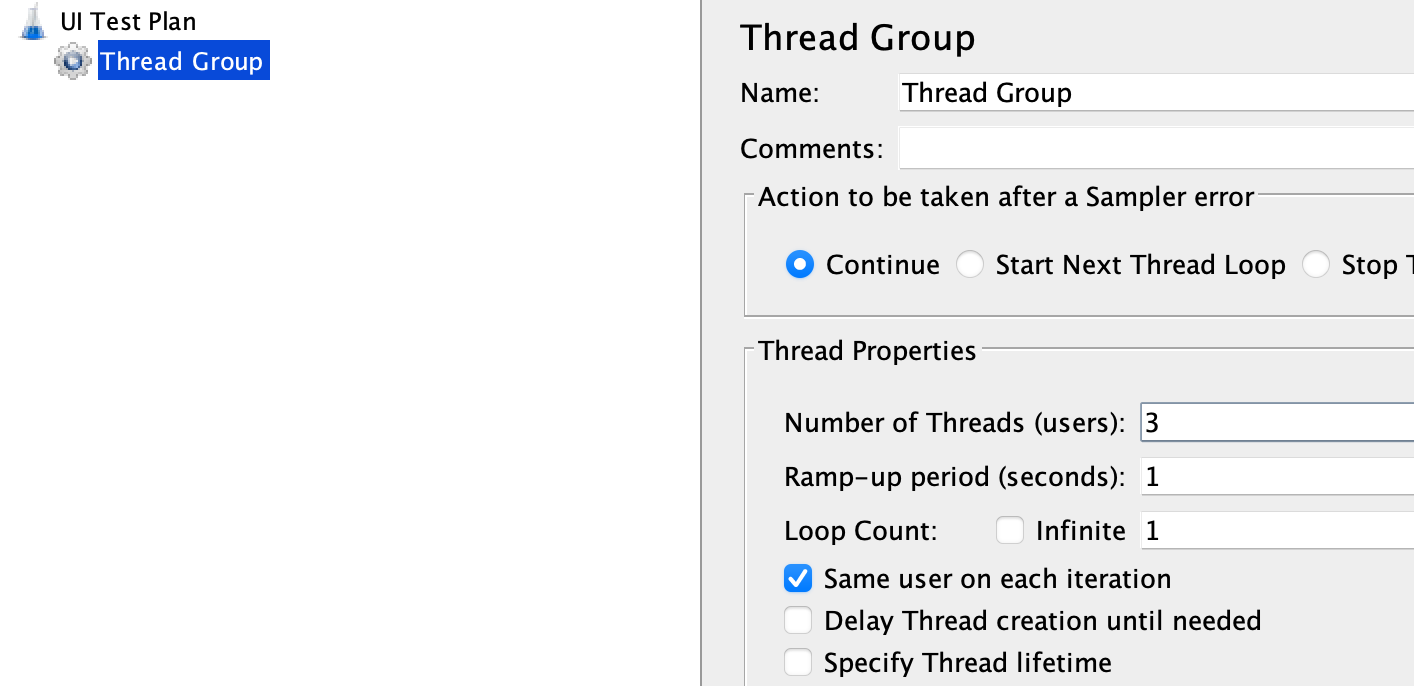 UI Test Plan
Thread Group
Thread Group
Name: Thread Group
Comments:
Action to be taken after a Sampler error
Continue Start Next Thread Loop Stop T
Thread Properties
Number of Threads (users): 3
Ramp-up period (seconds): 1
Loop Count: Infinite 1
Same user on each iteration
Delay Thread creation until needed
Specify Thread lifetime